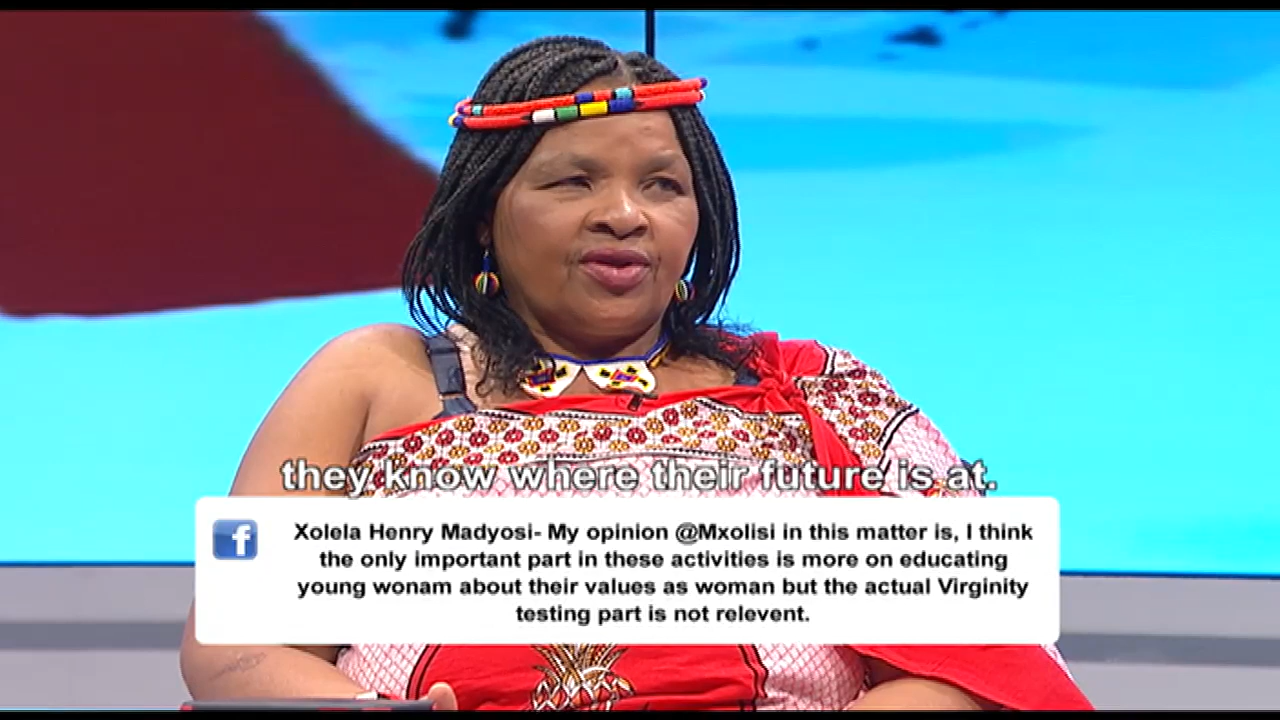 they know where their future is at.
f
Xolela Henry Madyosi- My opinion @Mxolisi in this matter is, I think
the only important part in these activities is more on educating
young wonam about their values as woman but the actual Virginity
testing part is not relevent.